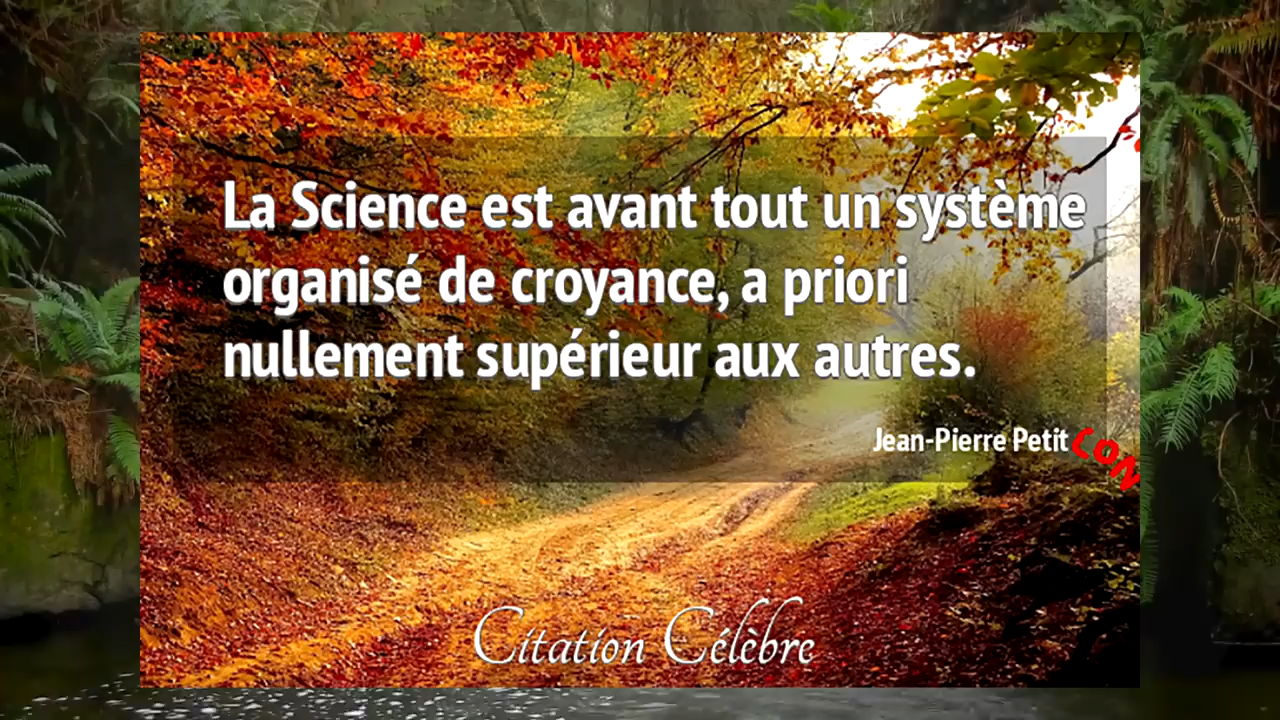 La Science est avant tout un système
organisé de croyance, a priori
nullement supérieur aux autres.
Jean-Pierre Petit CON
Citation Célèbre